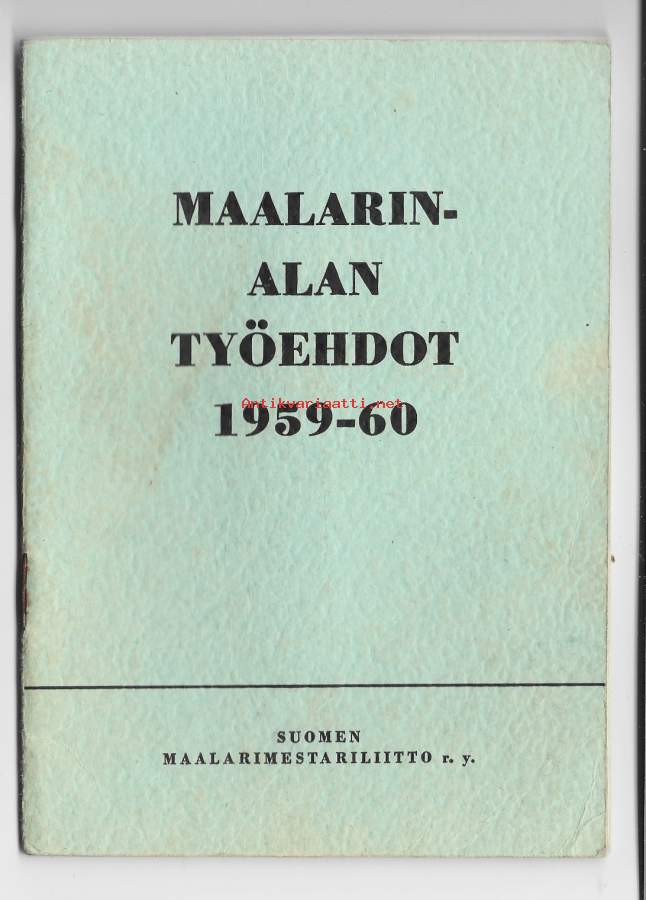 MAALARIN-
ALAN
TYÖEHDOT
Antikvariaatti.net
1959-60
SUOMEN
MAALARIMESTARILIITTO r. y.